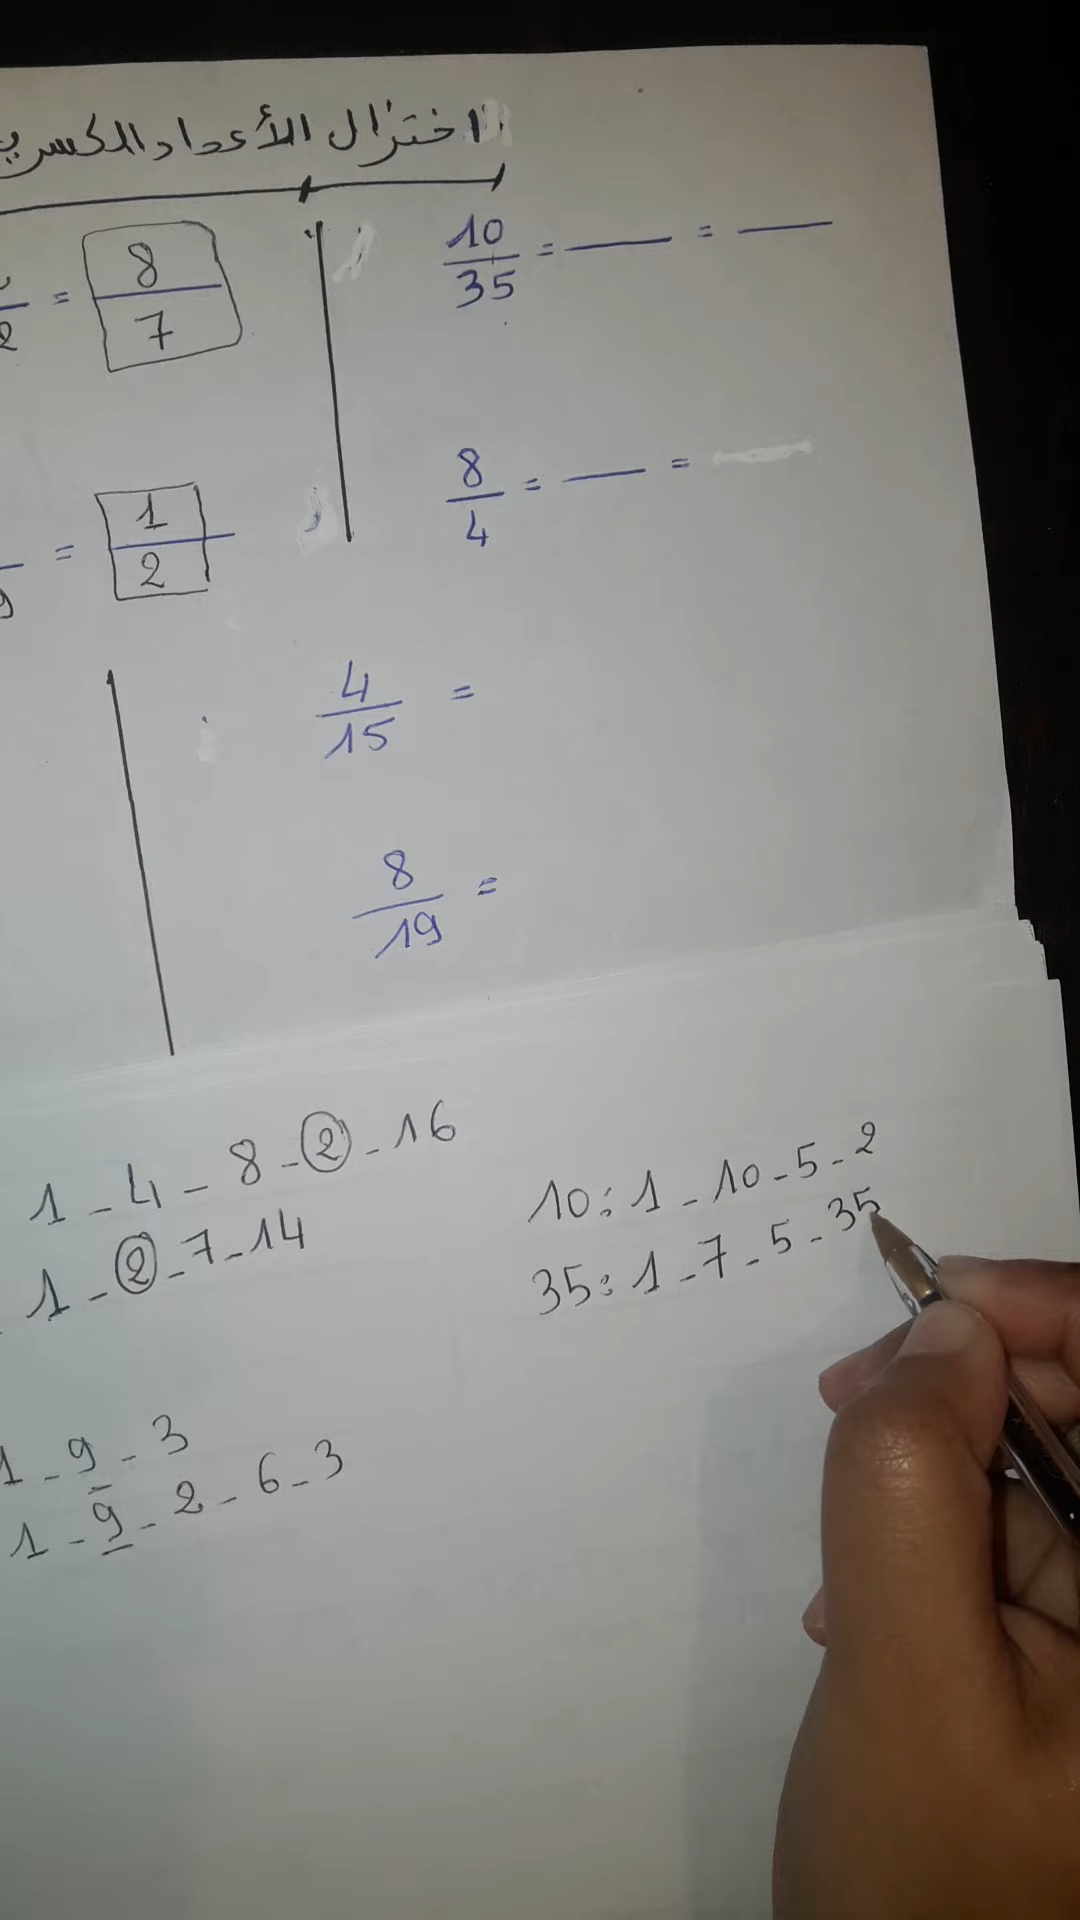 اختزال الأعداد الكسرية
= 8/7
10/35 = —— = ——
= 1/2
8/4 = —— =
4/15 =
8/19 =
1 - 4 - 8 - 2 - 16
1 - 2 - 7 - 14
10: 1 - 10 - 5 - 2
35: 1 - 7 - 5 - 35
1 - 9 - 3
1 - 9 - 2 - 6 - 3